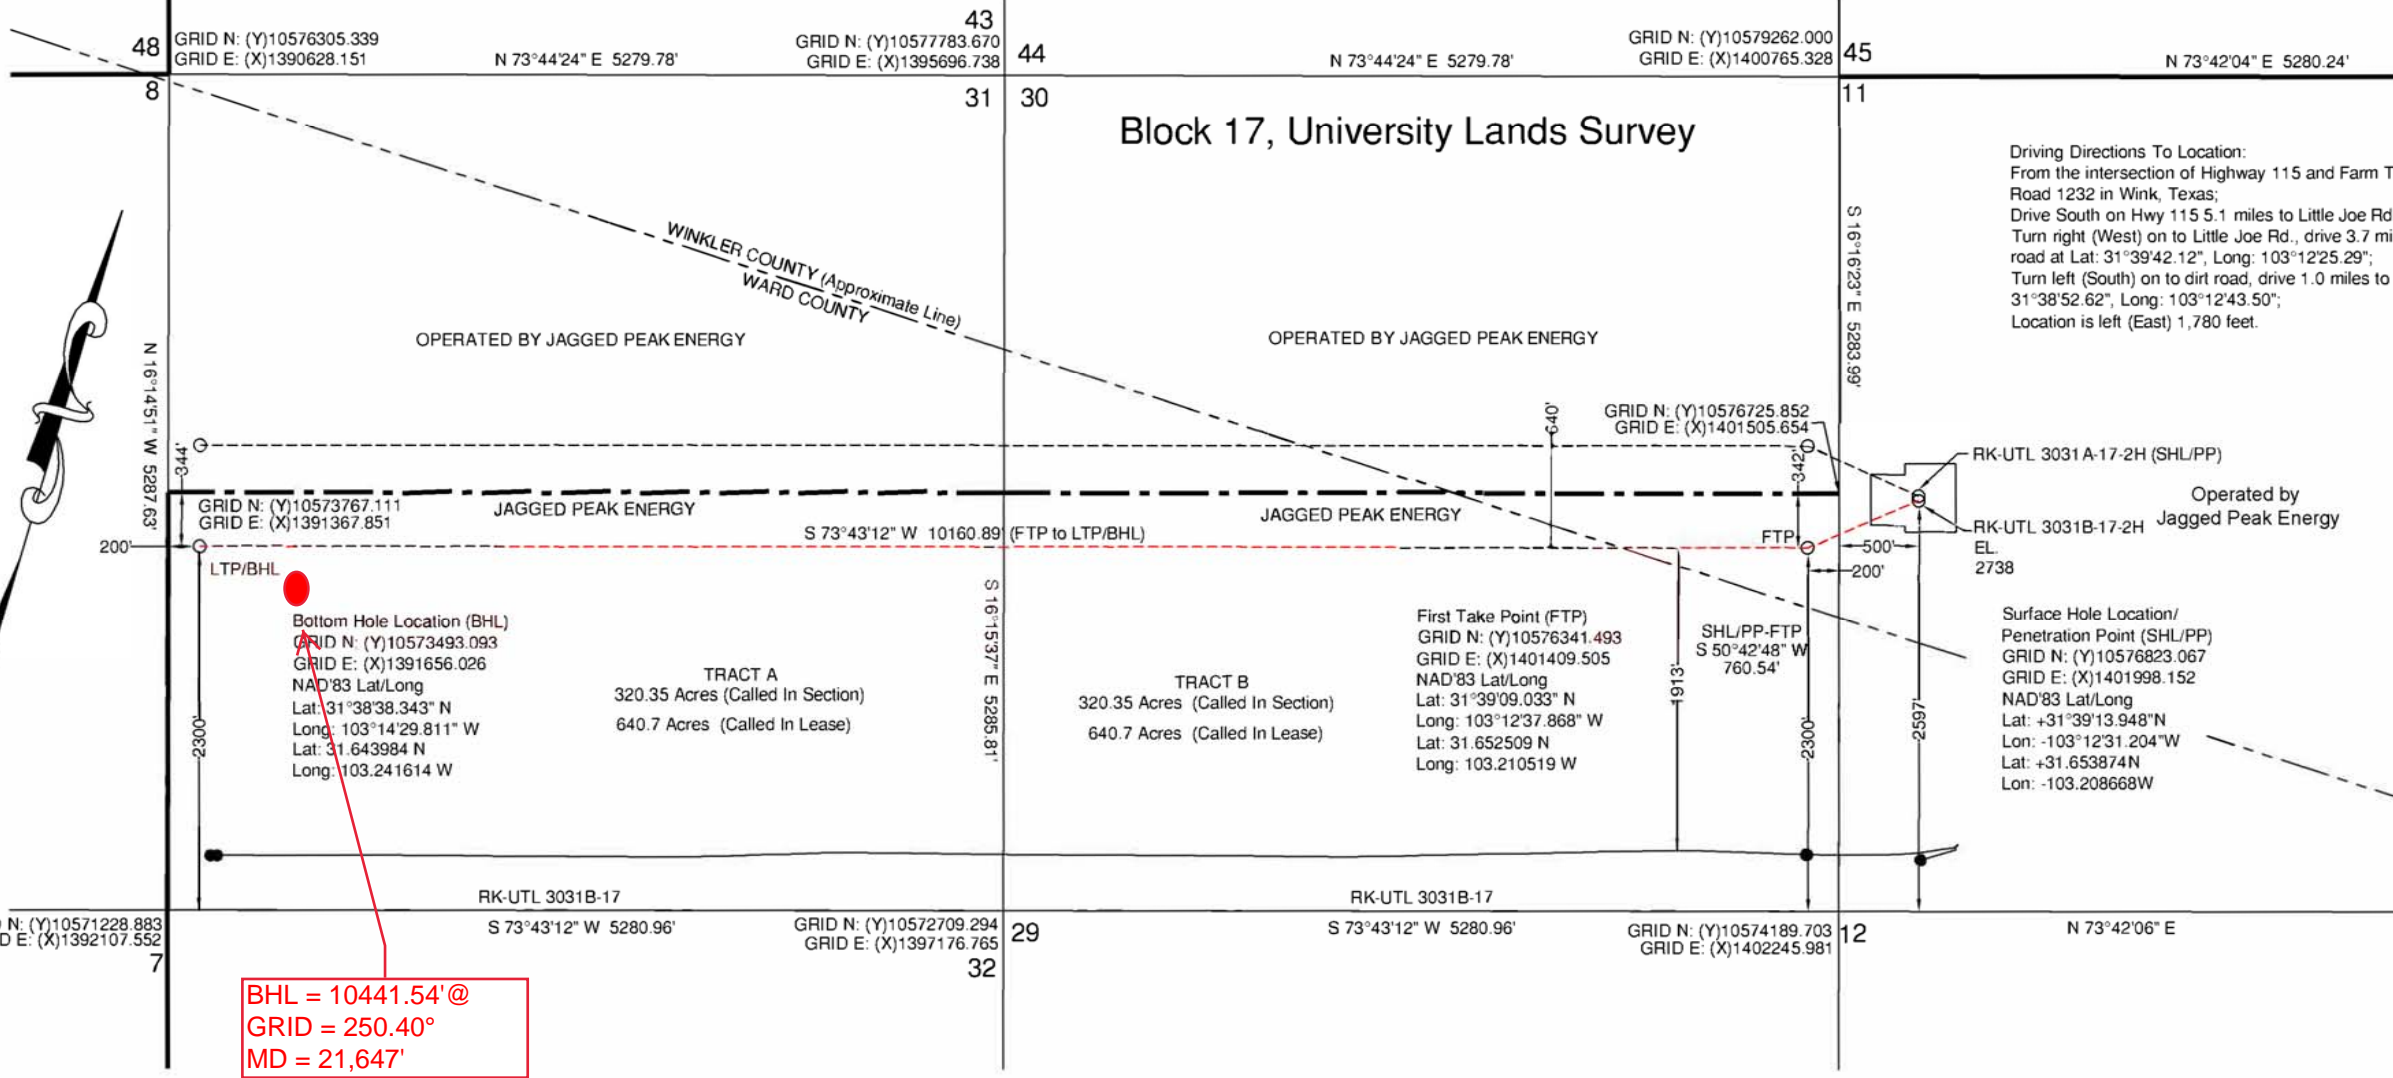 43
48
GRID N: (Y)10576305.339
GRID E: (X)1390628.151
N 73°44'24" E 5279.78'
GRID N: (Y)10577783.670
GRID E: (X)1395696.738
44
N 73°44'24" E 5279.78'
GRID N: (Y)10579262.000
GRID E: (X)1400765.328
45
N 73°42'04" E 5280.24'
8
31
30
11
Block 17, University Lands Survey
Driving Directions To Location:
From the intersection of Highway 115 and Farm T
Road 1232 in Wink, Texas;
Drive South on Hwy 115 5.1 miles to Little Joe Rd
Turn right (West) on to Little Joe Rd., drive 3.7 mi
road at Lat: 31°39'42.12", Long: 103°12'25.29";
Turn left (South) on to dirt road, drive 1.0 miles to
31°38'52.62", Long: 103°12'43.50";
Location is left (East) 1,780 feet.
WINKLER COUNTY (Approximate Line)
WARD COUNTY
S 16°16'23" E 5283.99'
N 16°14'51" W 5287.63'
OPERATED BY JAGGED PEAK ENERGY
OPERATED BY JAGGED PEAK ENERGY
640'
GRID N: (Y)10576725.852
GRID E: (X)1401505.654
344'
342'
RK-UTL 3031A-17-2H (SHL/PP)
Operated by
Jagged Peak Energy
GRID N: (Y)10573767.111
GRID E: (X)1391367.851
JAGGED PEAK ENERGY
JAGGED PEAK ENERGY
S 73°43'12" W 10160.89' (FTP to LTP/BHL)
FTP
RK-UTL 3031B-17-2H
EL.
2738
200'
500'
200'
LTP/BHL
Bottom Hole Location (BHL)
GRID N: (Y)10573493.093
GRID E: (X)1391656.026
NAD'83 Lat/Long
Lat: 31°38'38.343" N
Long: 103°14'29.811" W
Lat: 31.643984 N
Long: 103.241614 W
2300'
TRACT A
320.35 Acres (Called In Section)
640.7 Acres (Called In Lease)
S 16°15'37" E 5285.81'
TRACT B
320.35 Acres (Called In Section)
640.7 Acres (Called In Lease)
First Take Point (FTP)
GRID N: (Y)10576341.493
GRID E: (X)1401409.505
NAD'83 Lat/Long
Lat: 31°39'09.033" N
Long: 103°12'37.868" W
Lat: 31.652509 N
Long: 103.210519 W
1913'
SHL/PP-FTP
S 50°42'48" W
760.54'
2300'
2597'
Surface Hole Location/
Penetration Point (SHL/PP)
GRID N: (Y)10576823.067
GRID E: (X)1401998.152
NAD'83 Lat/Long
Lat: +31°39'13.948"N
Lon: -103°12'31.204"W
Lat: +31.653874N
Lon: -103.208668W
RK-UTL 3031B-17
RK-UTL 3031B-17
N: (Y)10571228.883
D E: (X)1392107.552
S 73°43'12" W 5280.96'
GRID N: (Y)10572709.294
GRID E: (X)1397176.765
29
S 73°43'12" W 5280.96'
GRID N: (Y)10574189.703
GRID E: (X)1402245.981
12
N 73°42'06" E
7
32
BHL = 10441.54'@
GRID = 250.40°
MD = 21,647'